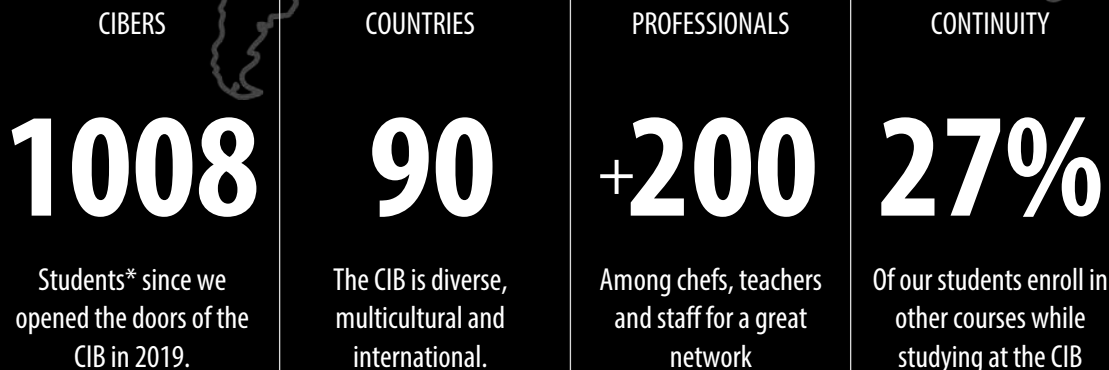 CIBERS
1008
Students* since we
opened the doors of the
CIB in 2019.
COUNTRIES
90
The CIB is diverse,
multicultural and
international.
PROFESSIONALS
+200
Among chefs, teachers
and staff for a great
network
CONTINUITY
27%
Of our students enroll in
other courses while
studying at the CIB